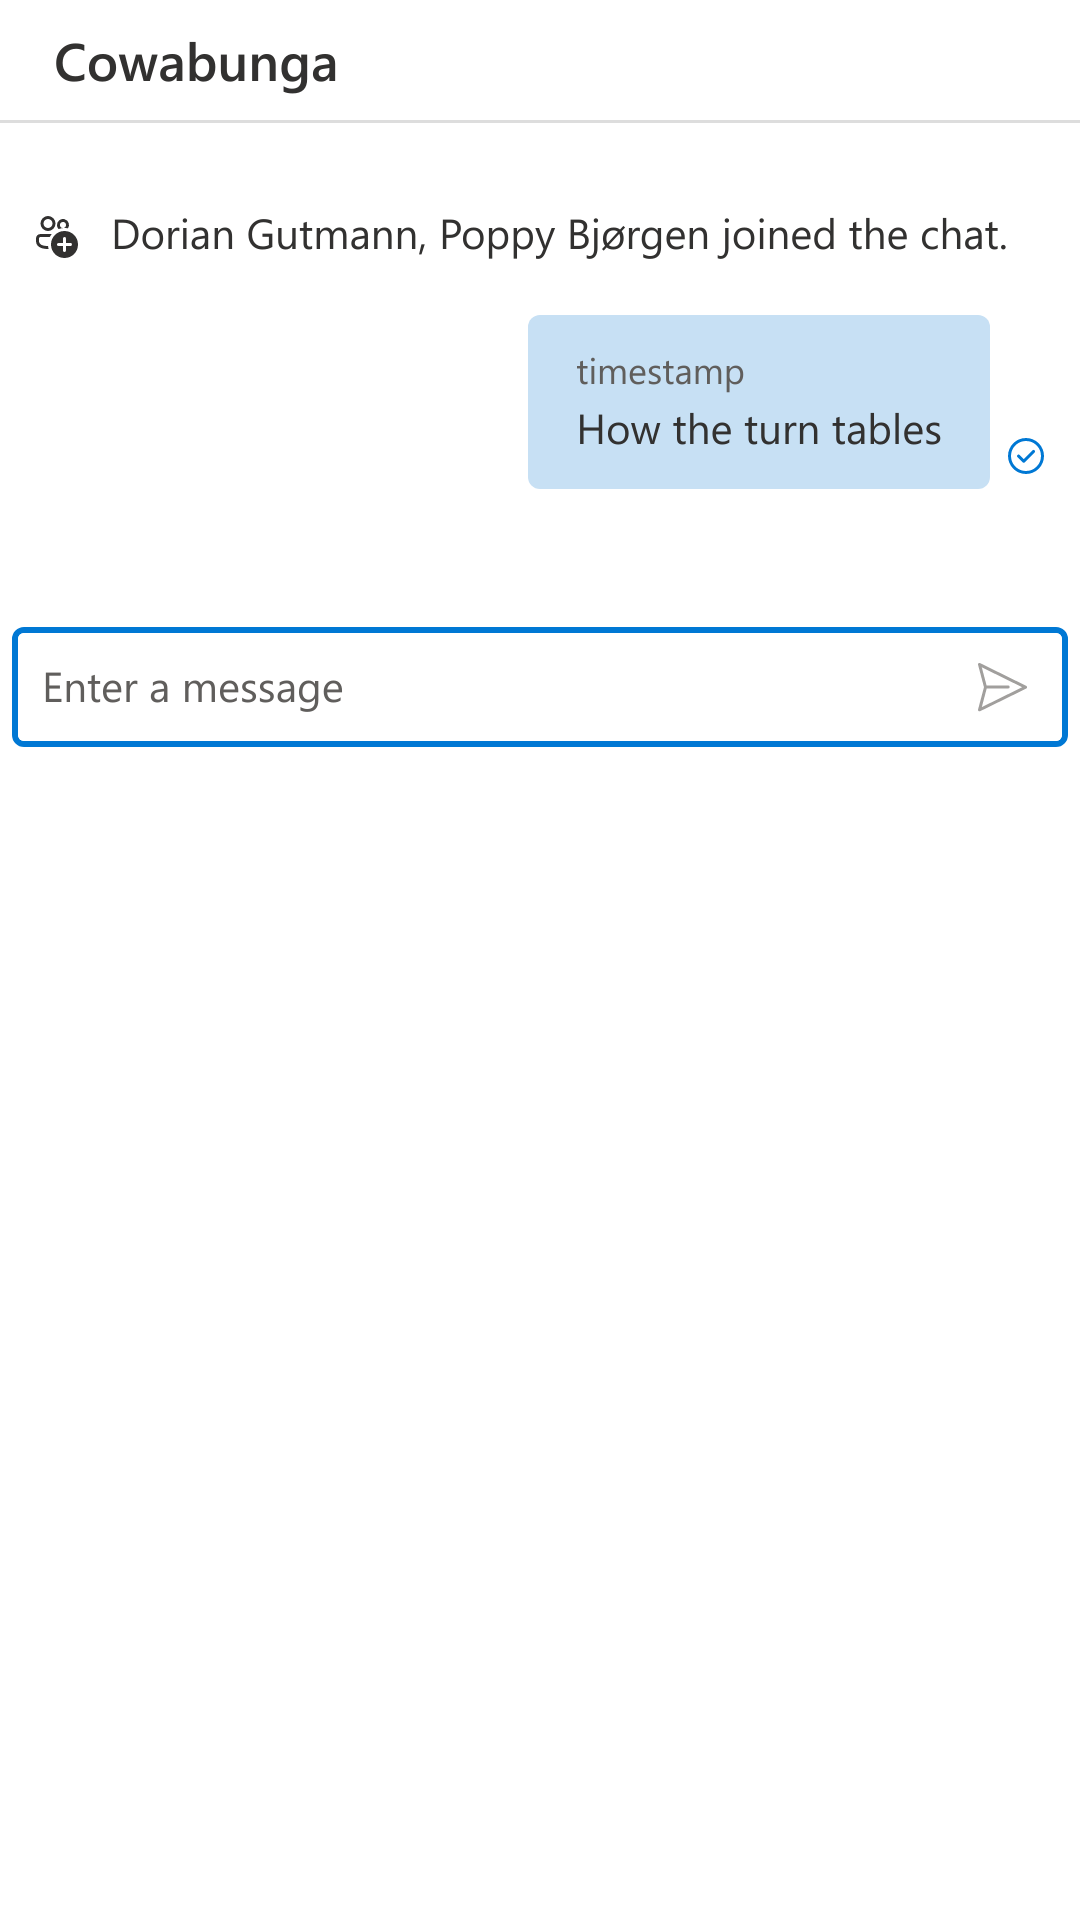 Cowabunga
Dorian Gutmann, Poppy Bjørgen joined the chat.
timestamp
How the turn tables
Enter a message